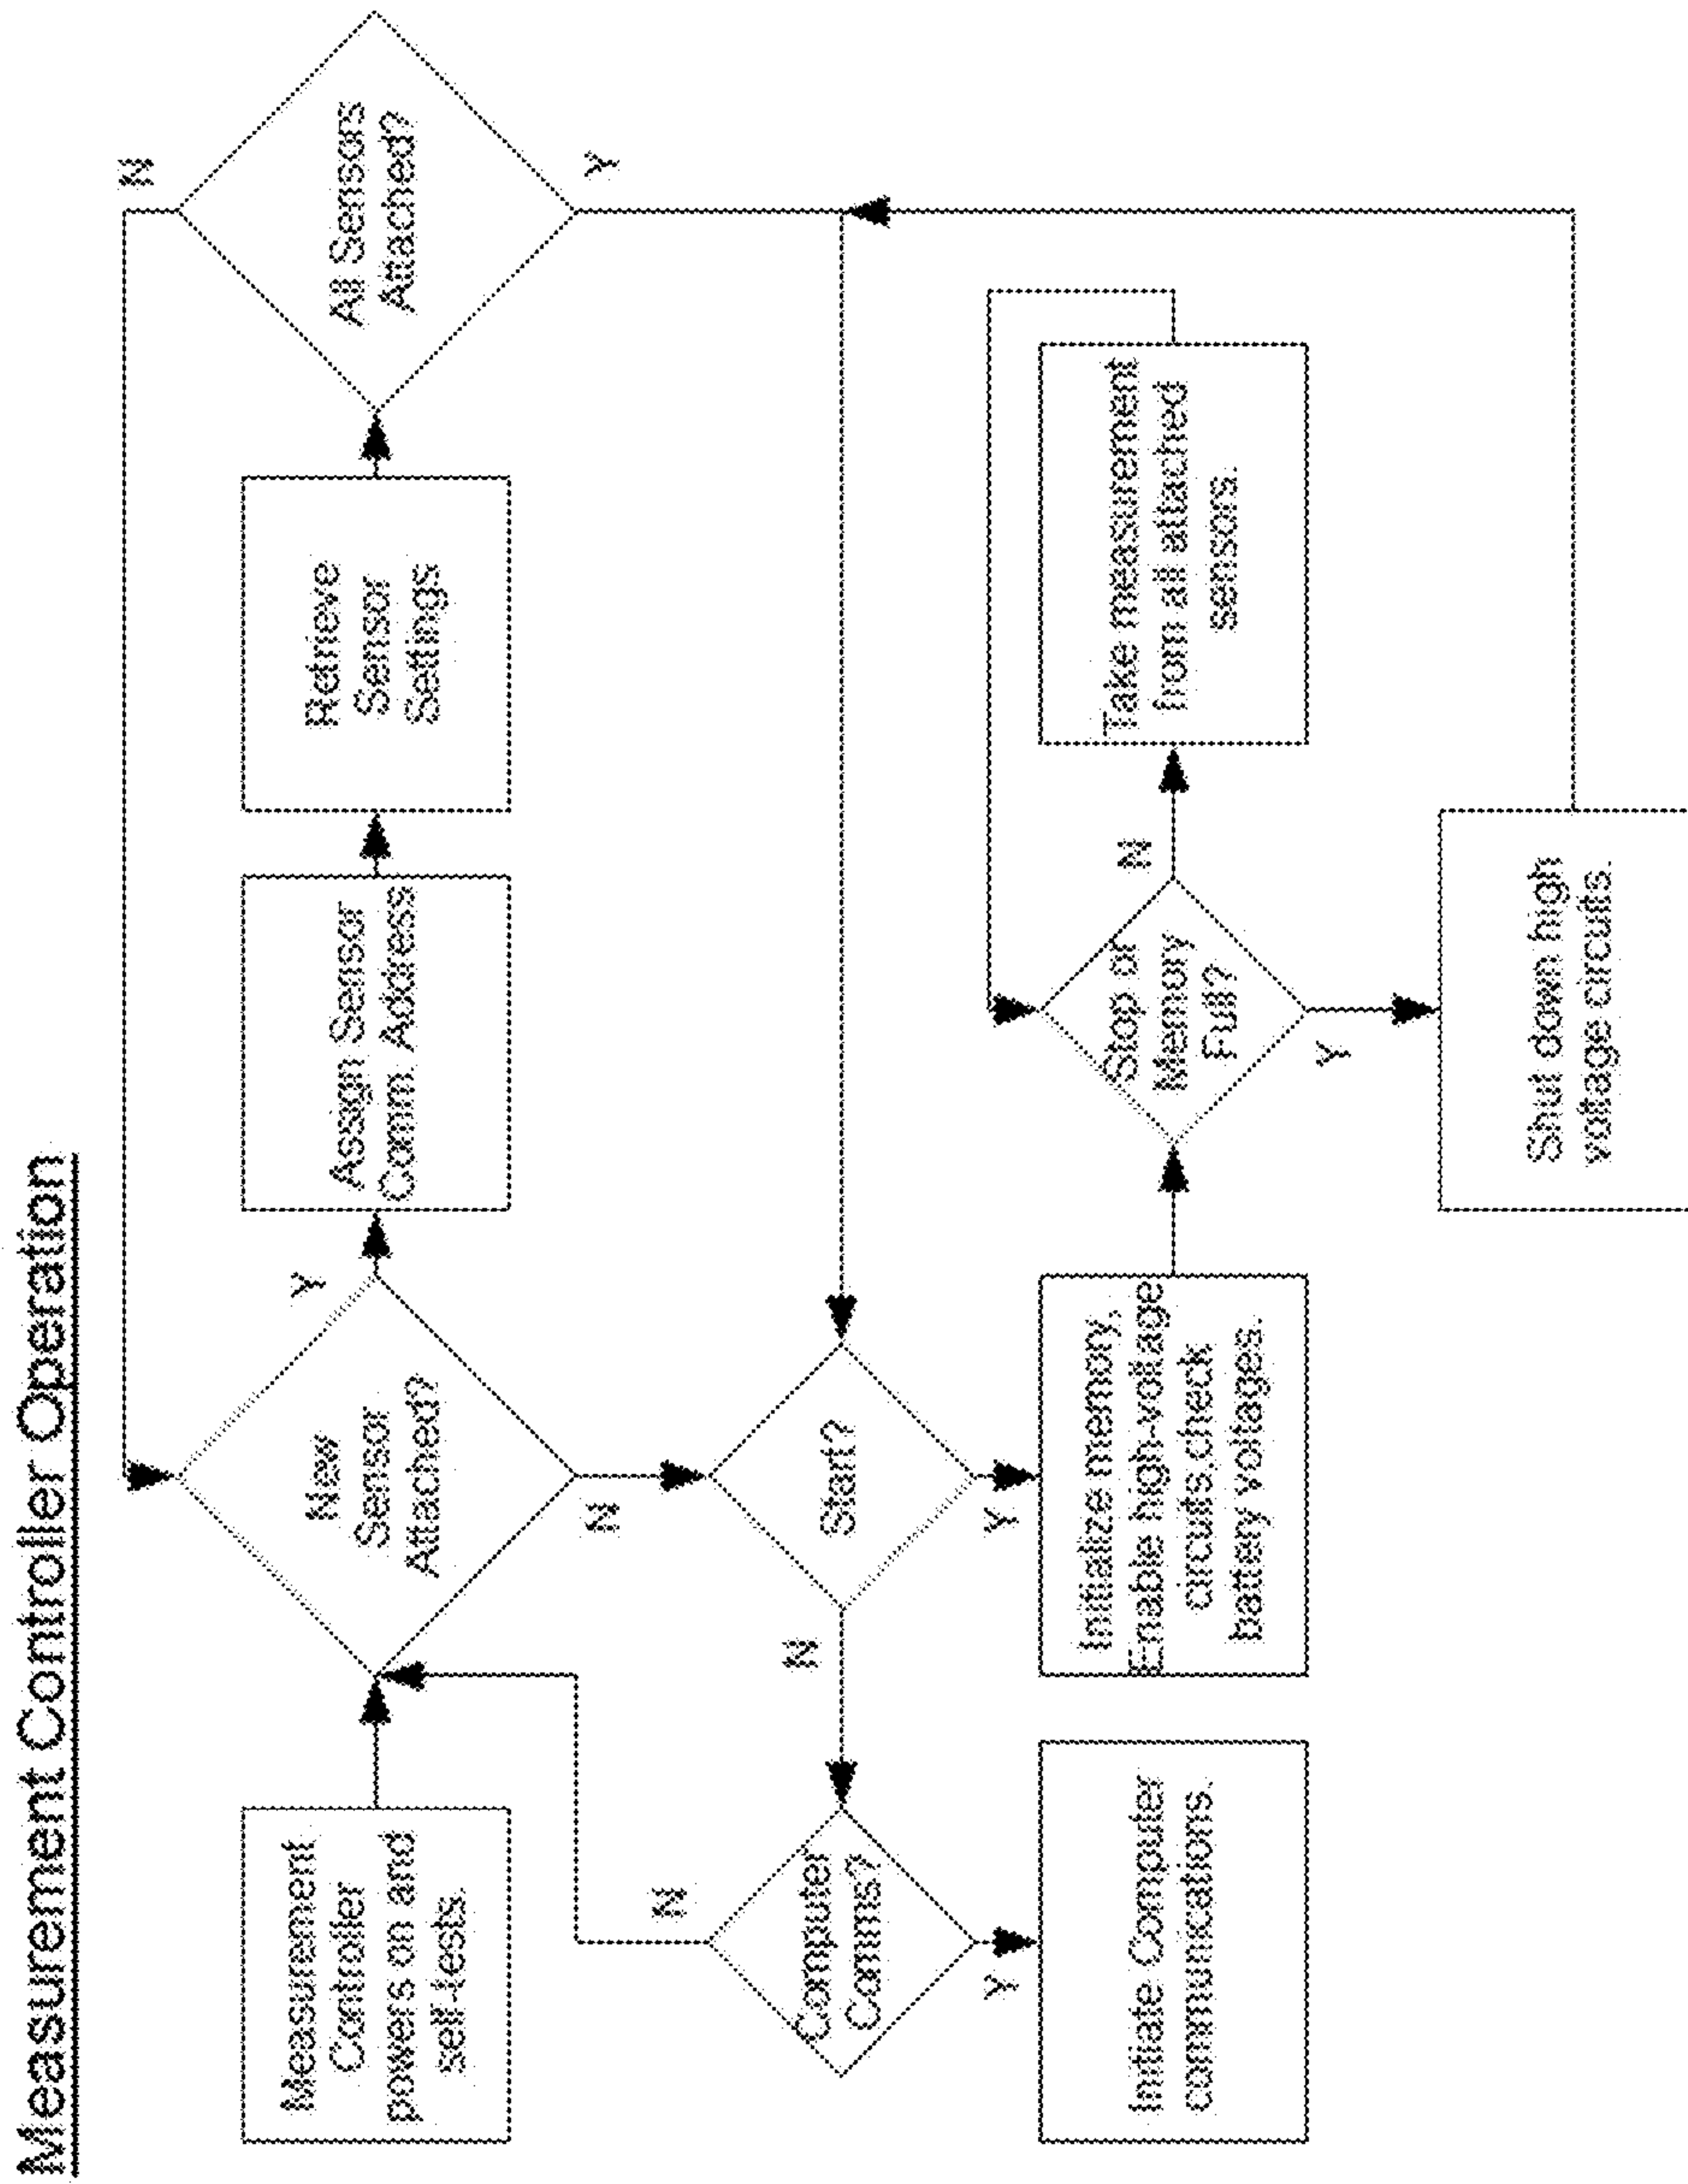 Measurement Controller Operation
Measurement
Controller
powers on and
self-tests.
New
Sensor
Attached?
Y
N
Assign Sensor
Comm. Address
Retrieve
Sensor
Settings
All Sensors
Attached?
N
Y
Computer
Comms?
N
Y
Start?
N
Y
Initiate Computer
communications.
Initialize memory,
Enable high-voltage
circuits,check
battery voltages.
Stop or
Memory
Full?
N
Y
Take measurement
from all attached
sensors.
Shut down high
voltage circuits.